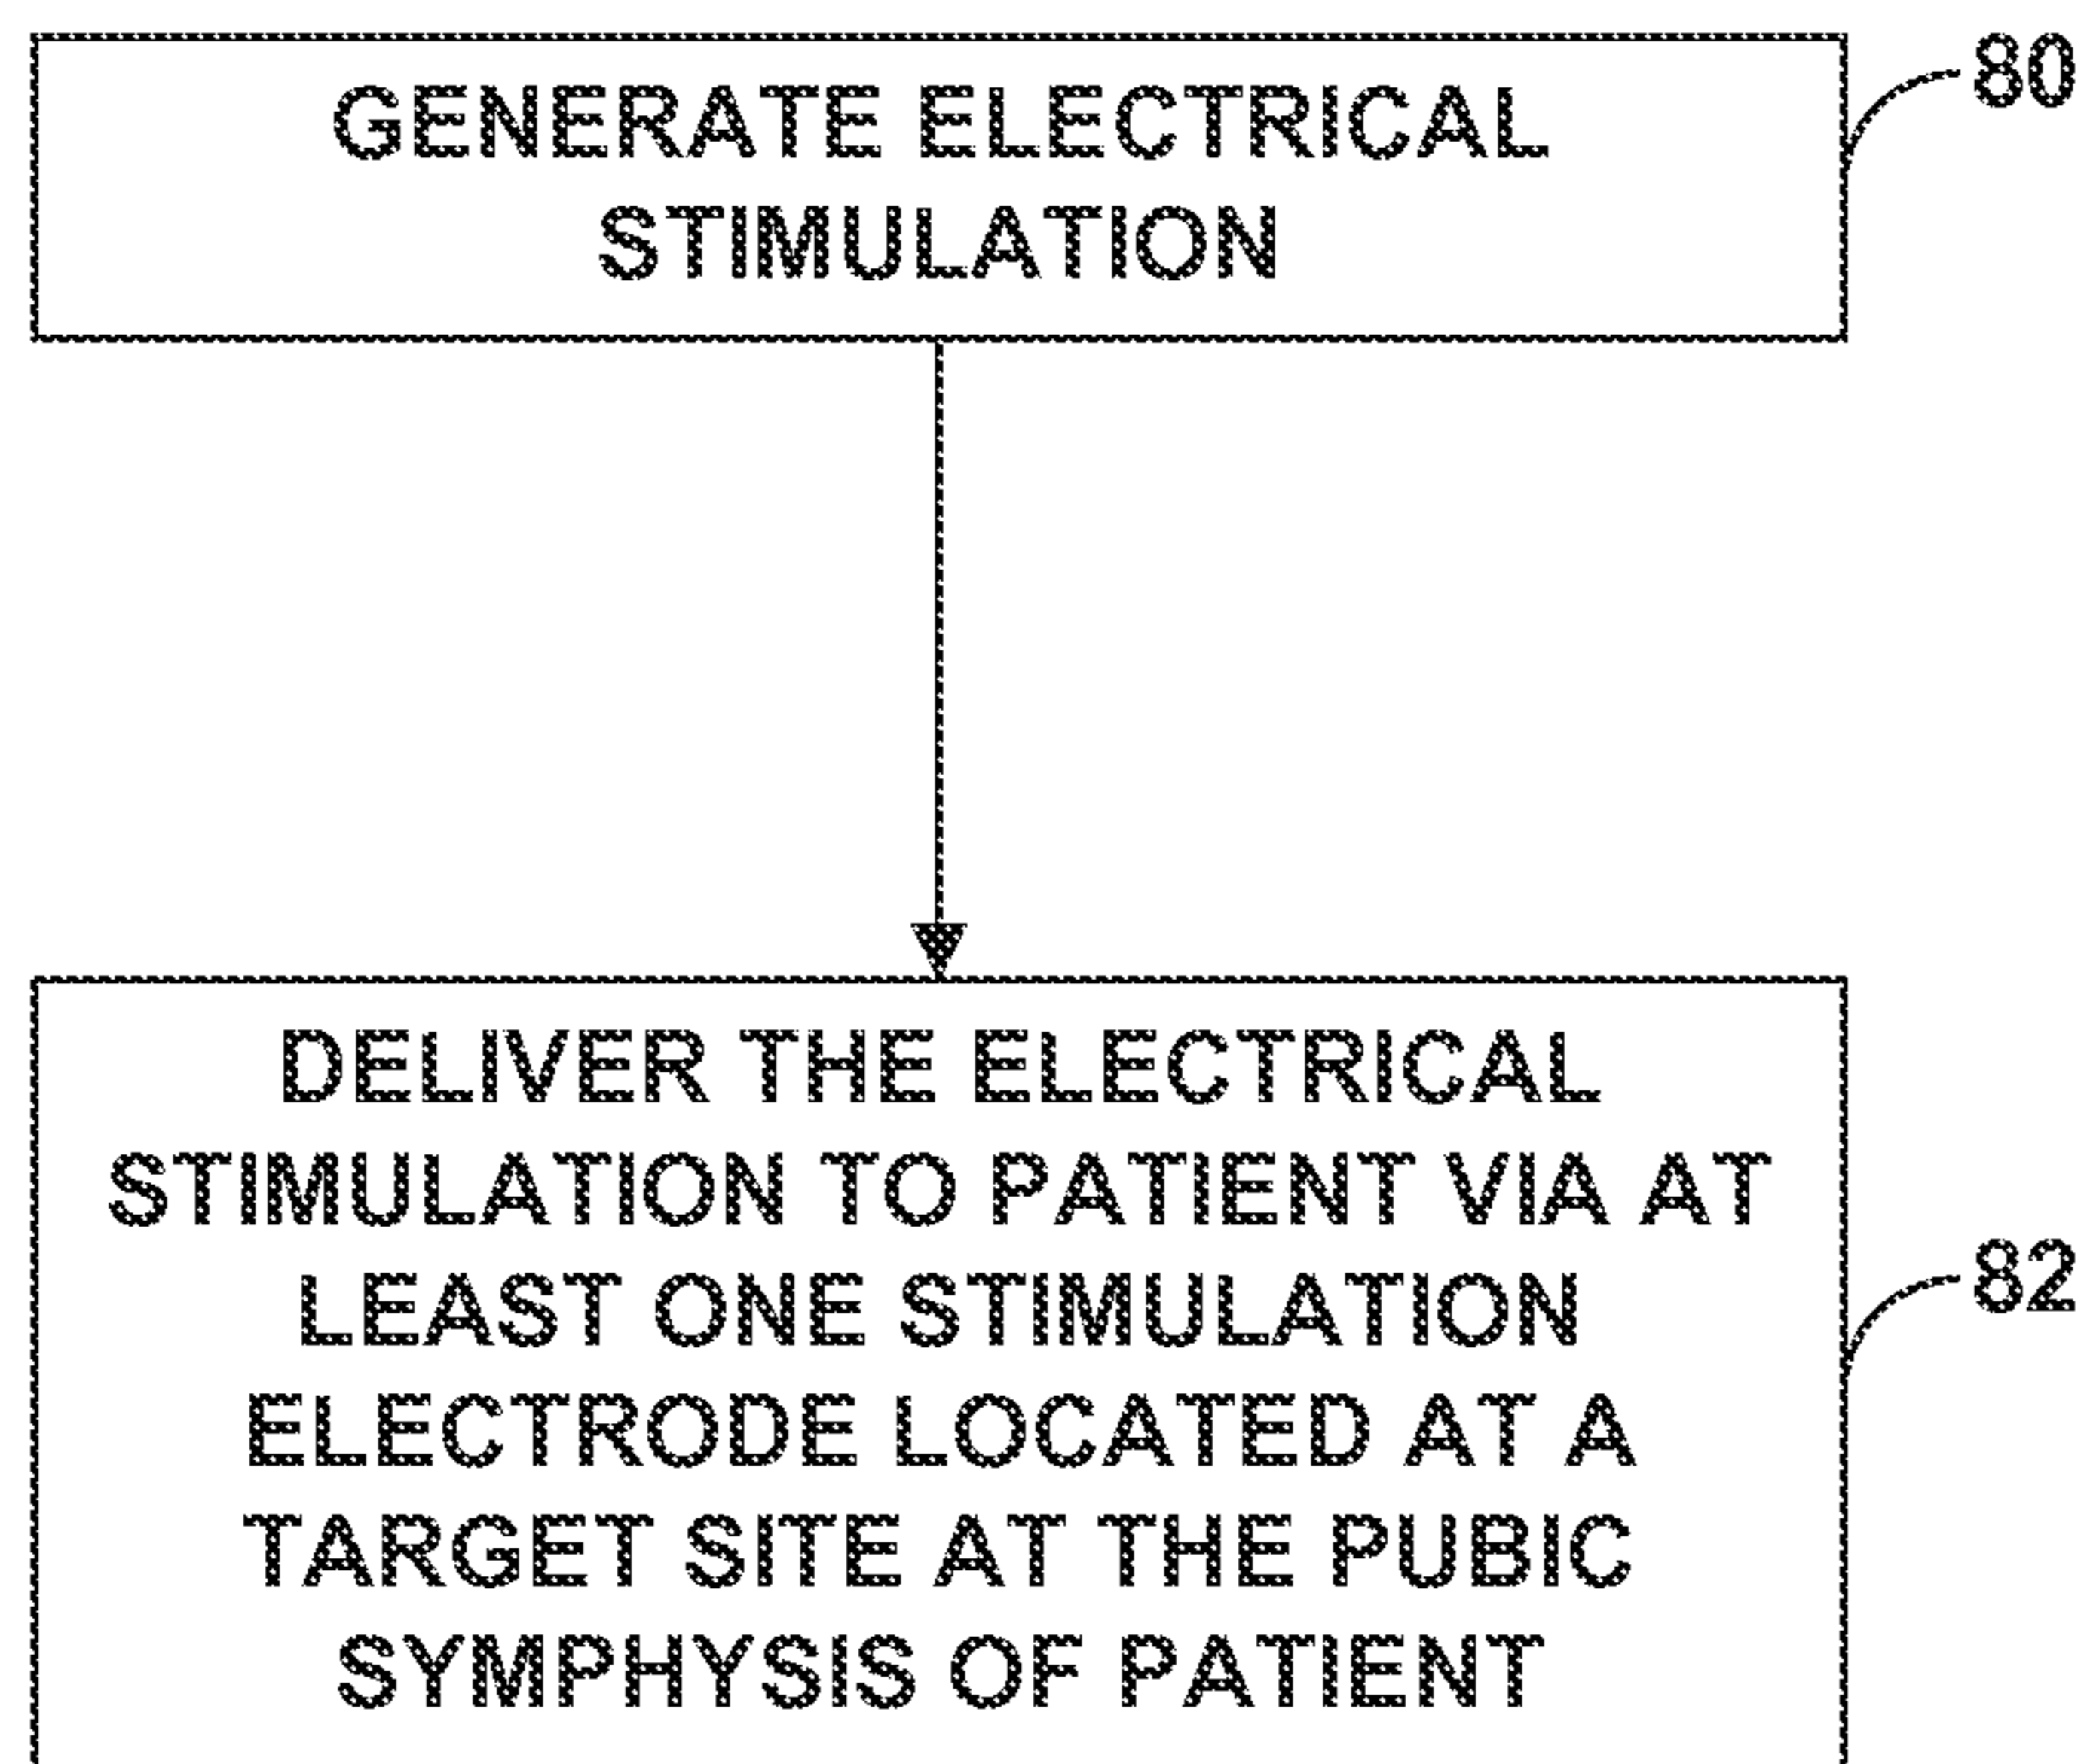 GENERATE ELECTRICAL
STIMULATION
80
DELIVER THE ELECTRICAL
STIMULATION TO PATIENT VIA AT
LEAST ONE STIMULATION
ELECTRODE LOCATED AT A
TARGET SITE AT THE PUBIC
SYMPHYSIS OF PATIENT
82